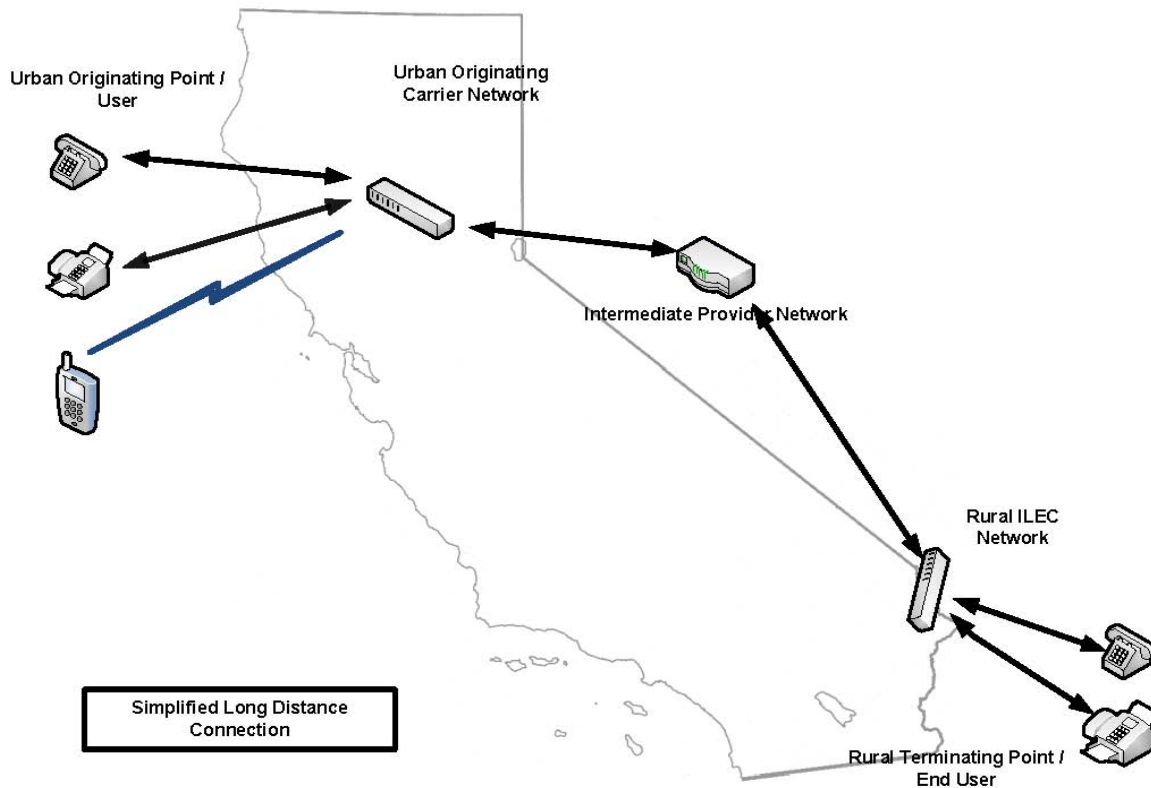 Urban Originating Point /
User
Urban Originating
Carrier Network
Intermediate Provider Network
Rural ILEC
Network
Simplified Long Distance
Connection
Rural Terminating Point /
End User